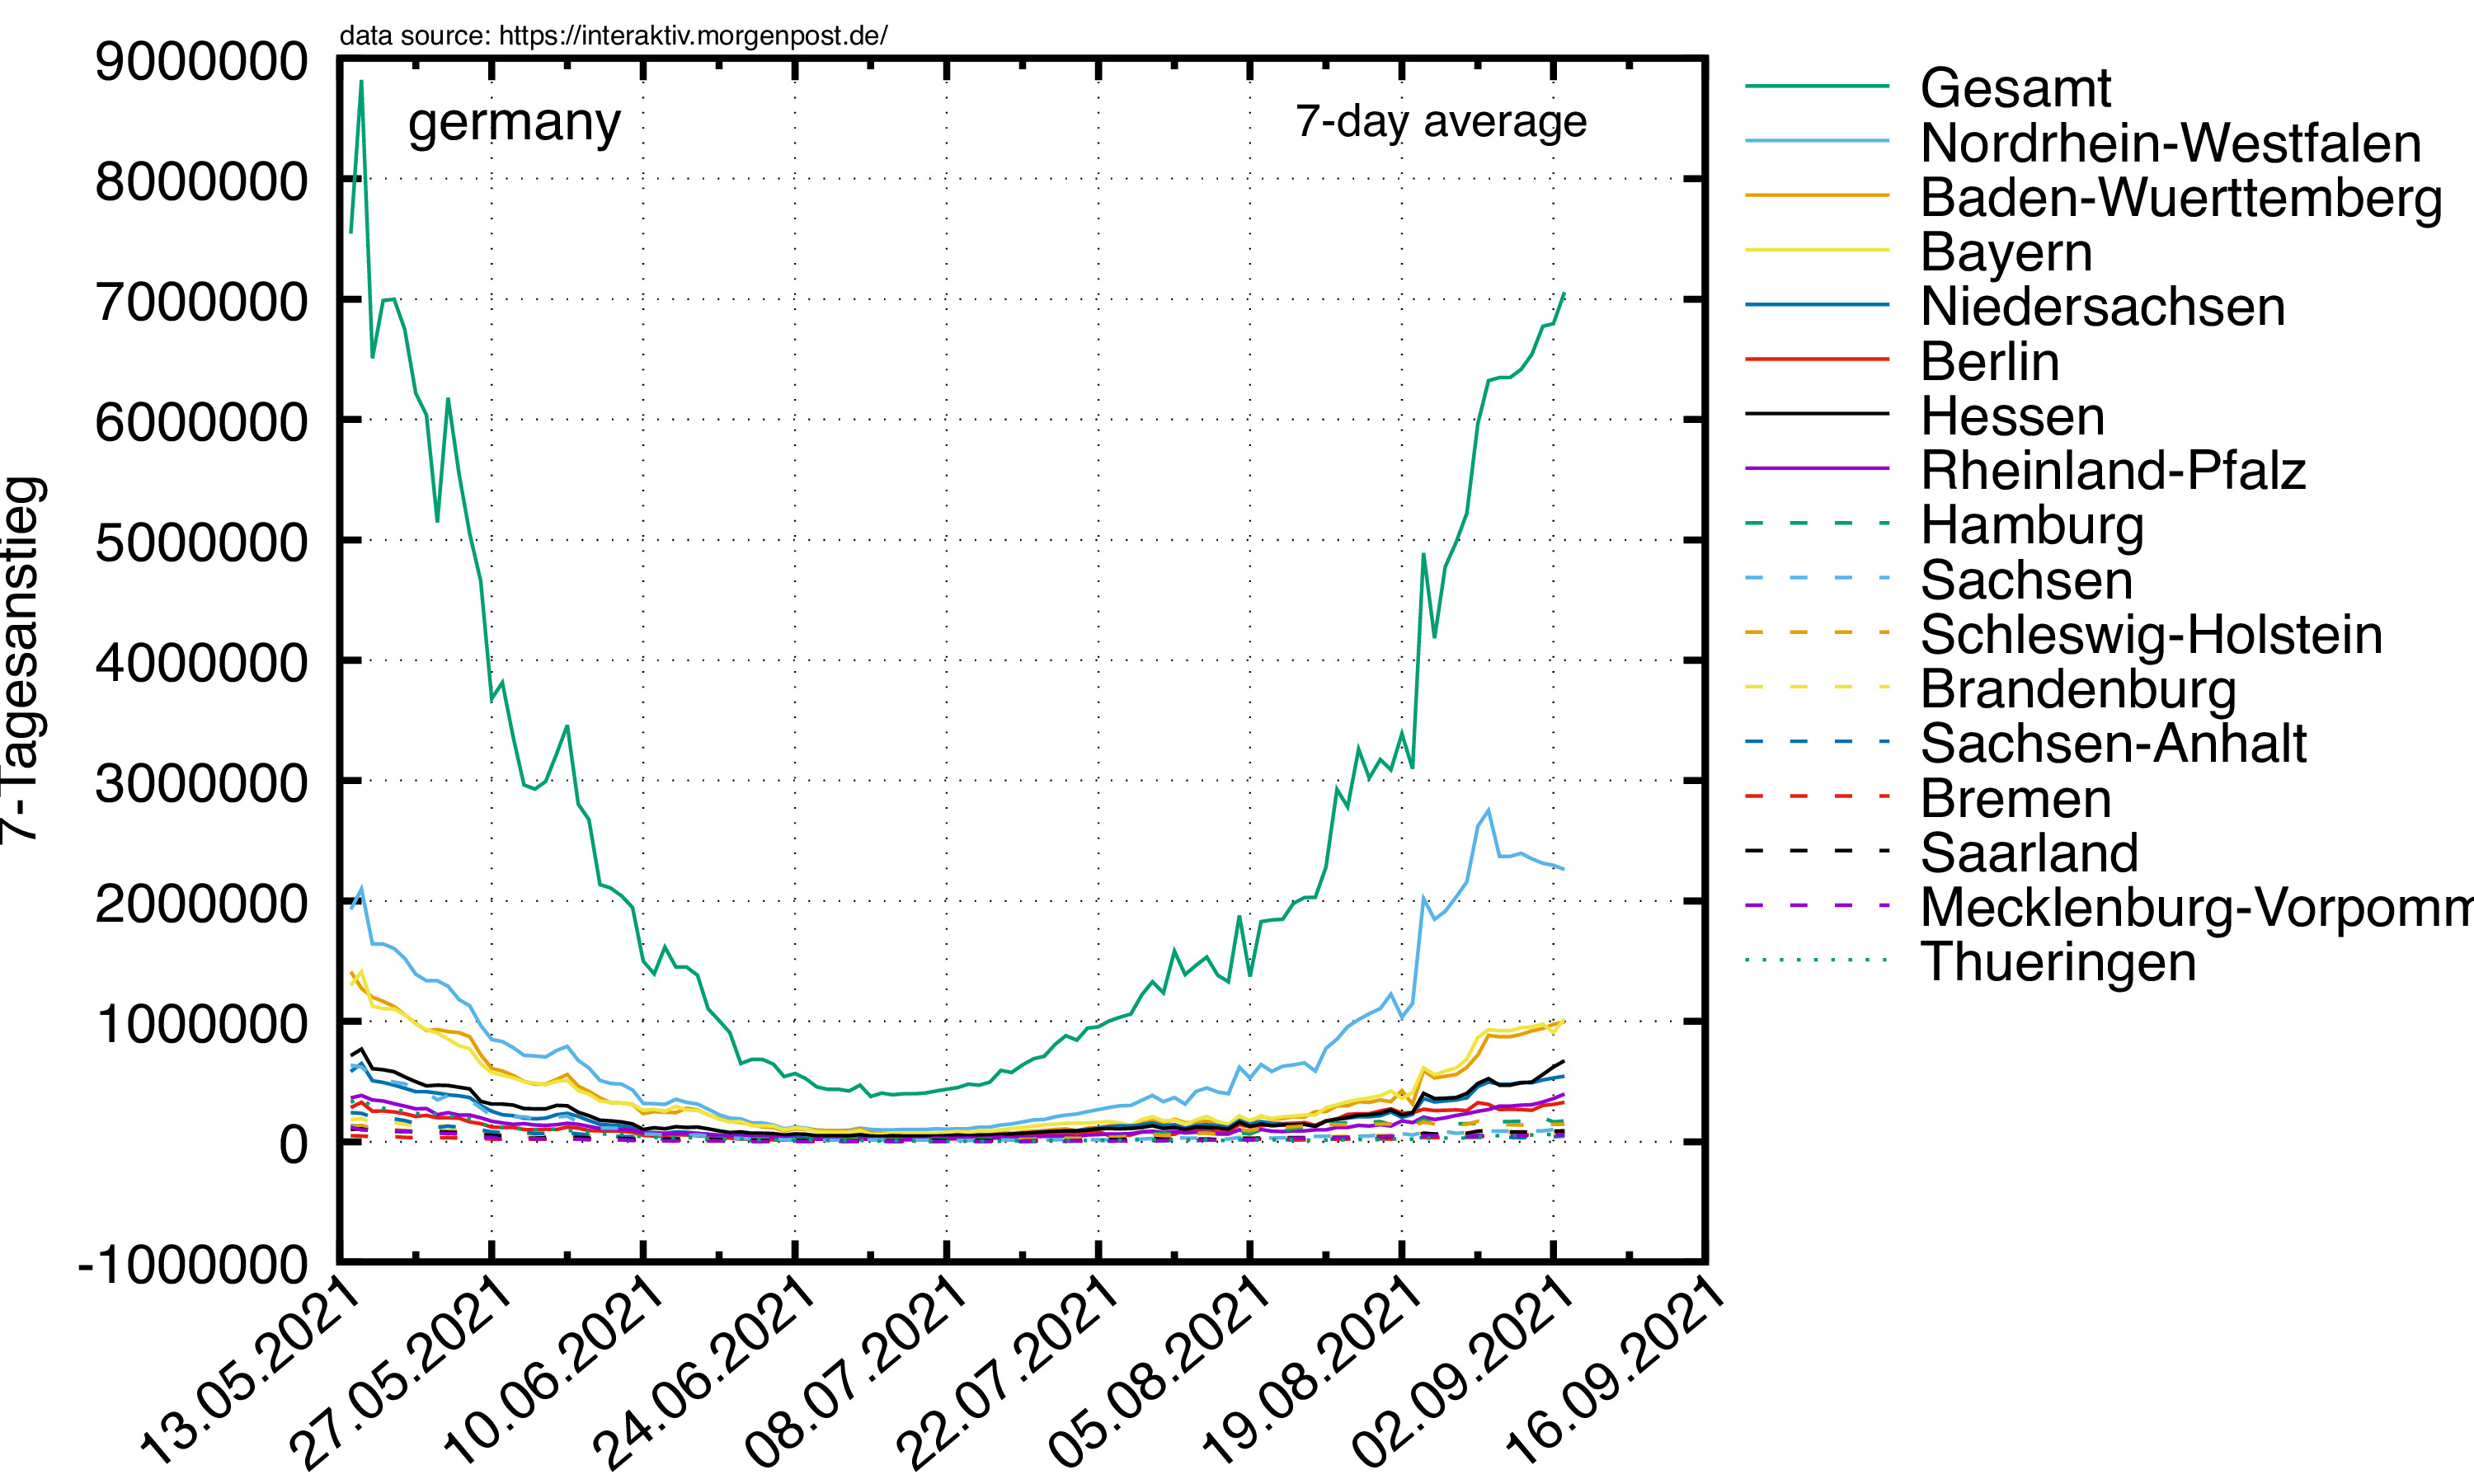 data source: https://interaktiv.morgenpost.de/
germany
7-day average
7-Tagesanstieg
9000000
8000000
7000000
6000000
5000000
4000000
3000000
2000000
1000000
0
-1000000
13.05.2021
27.05.2021
10.06.2021
24.06.2021
08.07.2021
22.07.2021
05.08.2021
19.08.2021
02.09.2021
16.09.2021
Gesamt
Nordrhein-Westfalen
Baden-Wuerttemberg
Bayern
Niedersachsen
Berlin
Hessen
Rheinland-Pfalz
Hamburg
Sachsen
Schleswig-Holstein
Brandenburg
Sachsen-Anhalt
Bremen
Saarland
Mecklenburg-Vorpomm
Thueringen